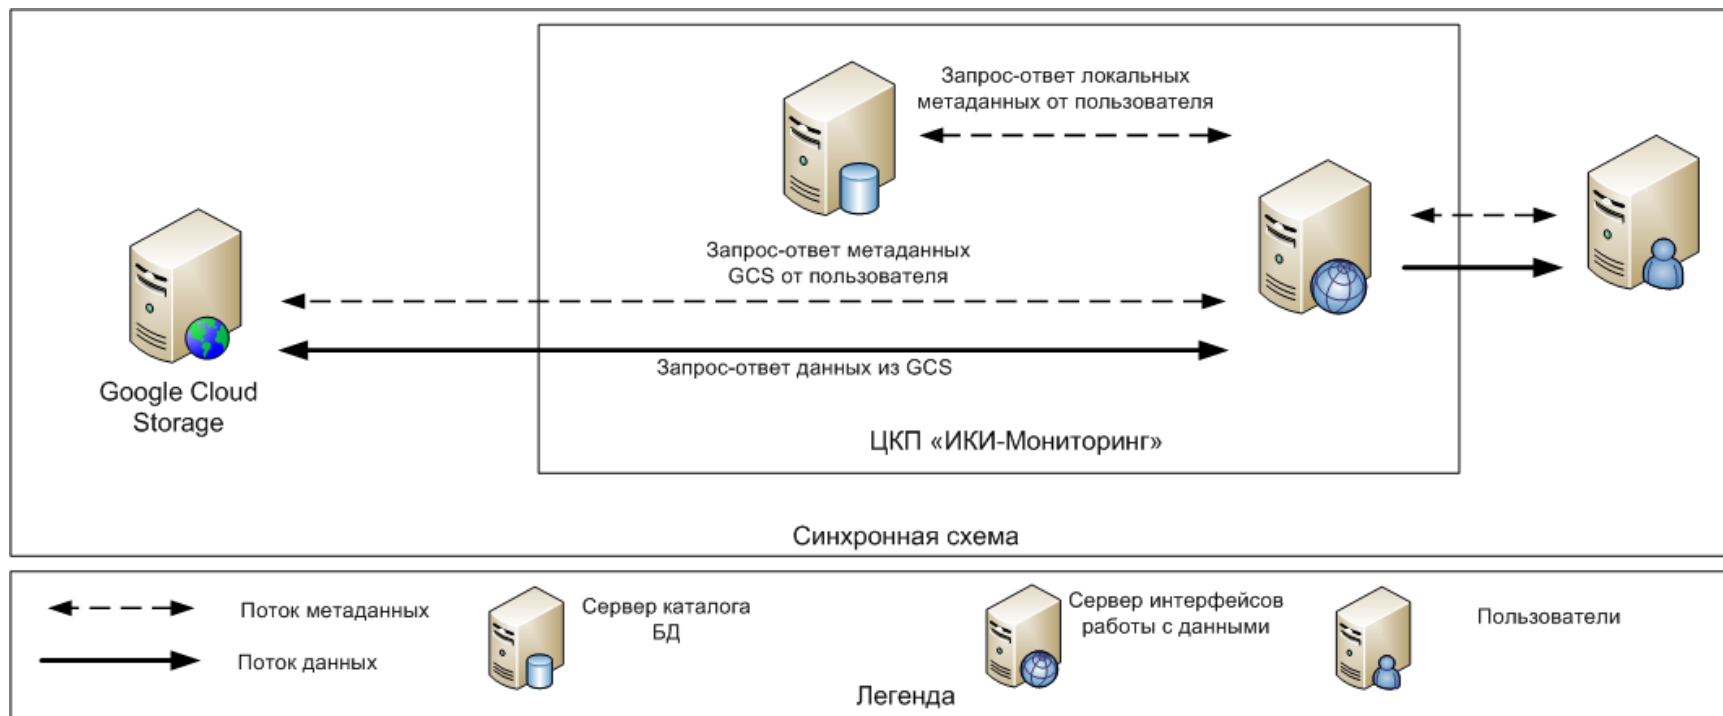 Запрос-ответ локальных
метаданных от пользователя
Запрос-ответ метаданных
GCS от пользователя
Запрос-ответ данных из GCS
Google Cloud
Storage
ЦКП «ИКИ-Мониторинг»
Синхронная схема
Поток метаданных
Поток данных
Сервер каталога
БД
Сервер интерфейсов
работы с данными
Пользователи
Легенда